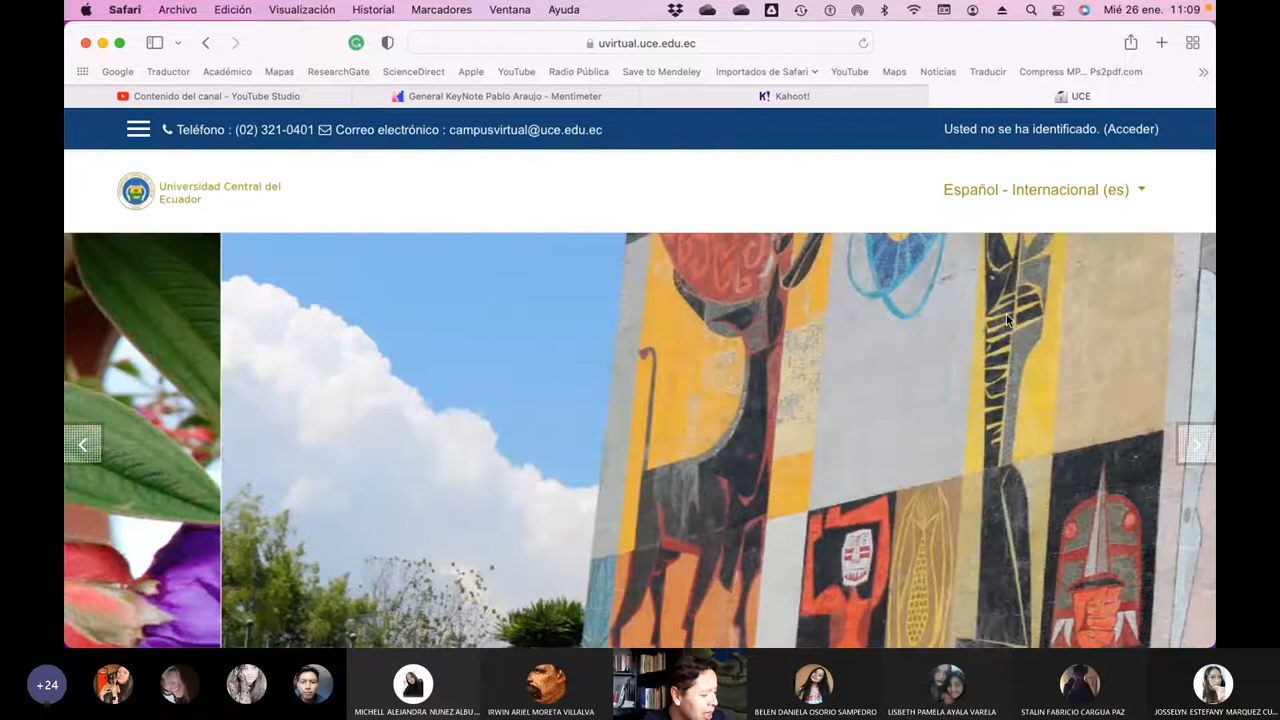 Safari Archivo Edición Visualización Historial Marcadores Ventana Ayuda Mié 26 ene. 11:09
uvirtual.uce.edu.ec
Google Traductor Académico Mapas ResearchGate ScienceDirect Apple YouTube Radio Pública Save to Mendeley Importados de Safari YouTube Maps Noticias Traducir Compress MP... Ps2pdf.com
Contenido del canal - YouTube Studio General KeyNote Pablo Araujo - Mentimeter K! Kahoot! UCE
Teléfono : (02) 321-0401 Correo electrónico : campusvirtual@uce.edu.ec Usted no se ha identificado. (Acceder)
Universidad Central del
Ecuador
Español - Internacional (es)
+24
MICHELL ALEJANDRA NUNEZ ALBU... IRWIN ARIEL MORETA VILLALVA BELEN DANIELA OSORIO SAMPEDRO LISBETH PAMELA AYALA VARELA STALIN FABRICIO CARGUA PAZ JOSSELYN ESTEFANY MARQUEZ CU...